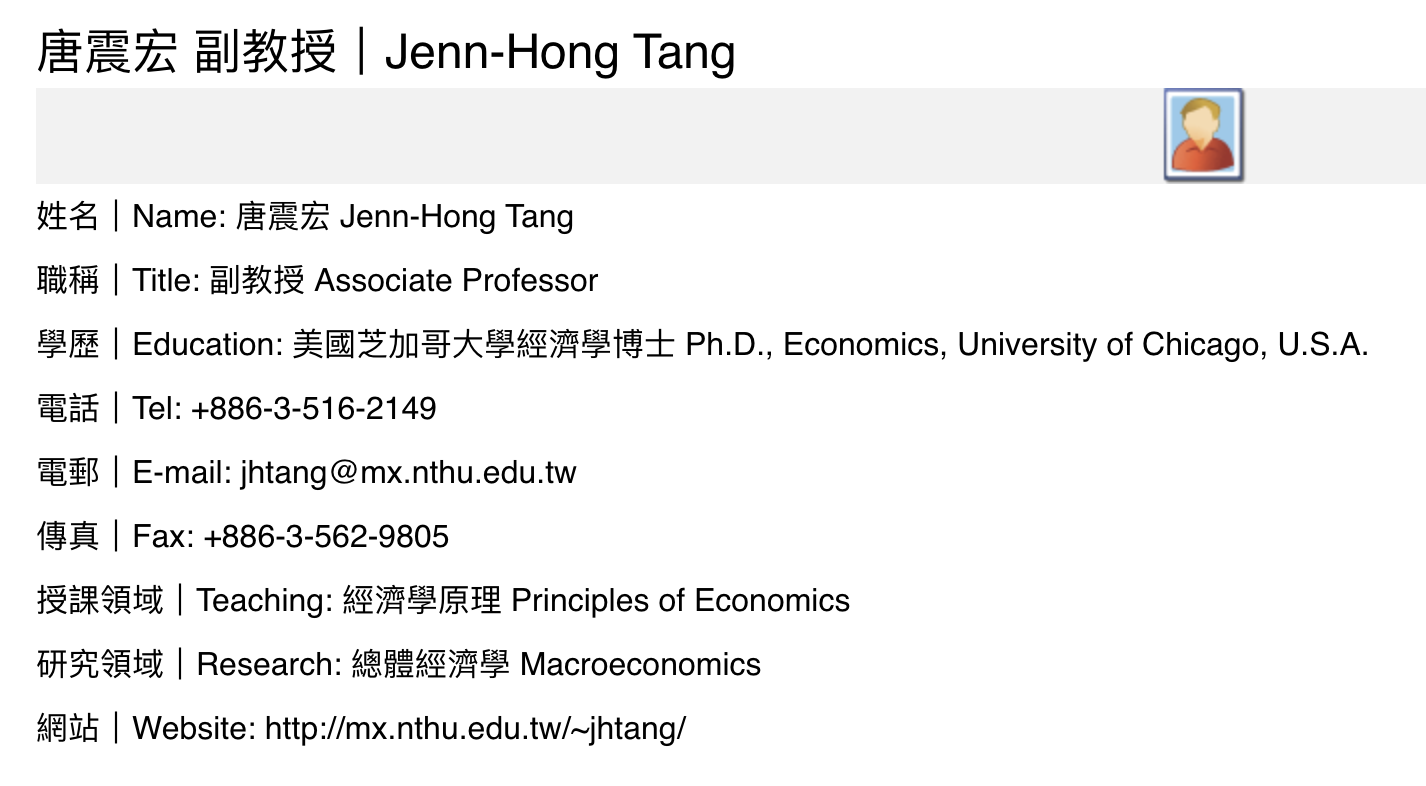 唐震宏 副教授｜Jenn-Hong Tang
姓名｜Name: 唐震宏 Jenn-Hong Tang
職稱｜Title: 副教授 Associate Professor
學歷｜Education: 美國芝加哥大學經濟學博士 Ph.D., Economics, University of Chicago, U.S.A.
電話｜Tel: +886-3-516-2149
電郵｜E-mail: jhtang@mx.nthu.edu.tw
傳真｜Fax: +886-3-562-9805
授課領域｜Teaching: 經濟學原理 Principles of Economics
研究領域｜Research: 總體經濟學 Macroeconomics
網站｜Website: http://mx.nthu.edu.tw/~jhtang/